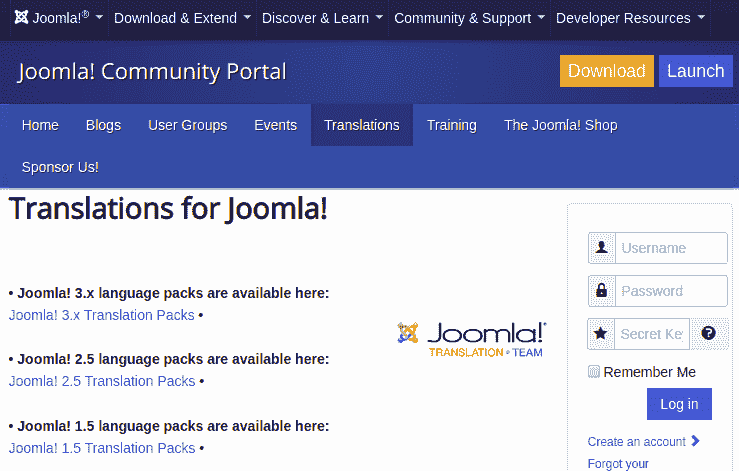 Joomla!® Download & Extend Discover & Learn Community & Support Developer Resources
Joomla! Community Portal Download Launch
Home Blogs User Groups Events Translations Training The Joomla! Shop
Sponsor Us!
Translations for Joomla!
Username
Password
Secret Key
Remember Me
Log in
Create an account
Forgot your
• Joomla! 3.x language packs are available here:
Joomla! 3.x Translation Packs •
• Joomla! 2.5 language packs are available here:
Joomla! 2.5 Translation Packs •
• Joomla! 1.5 language packs are available here:
Joomla! 1.5 Translation Packs •
Joomla!®
TRANSLATION • TEAM